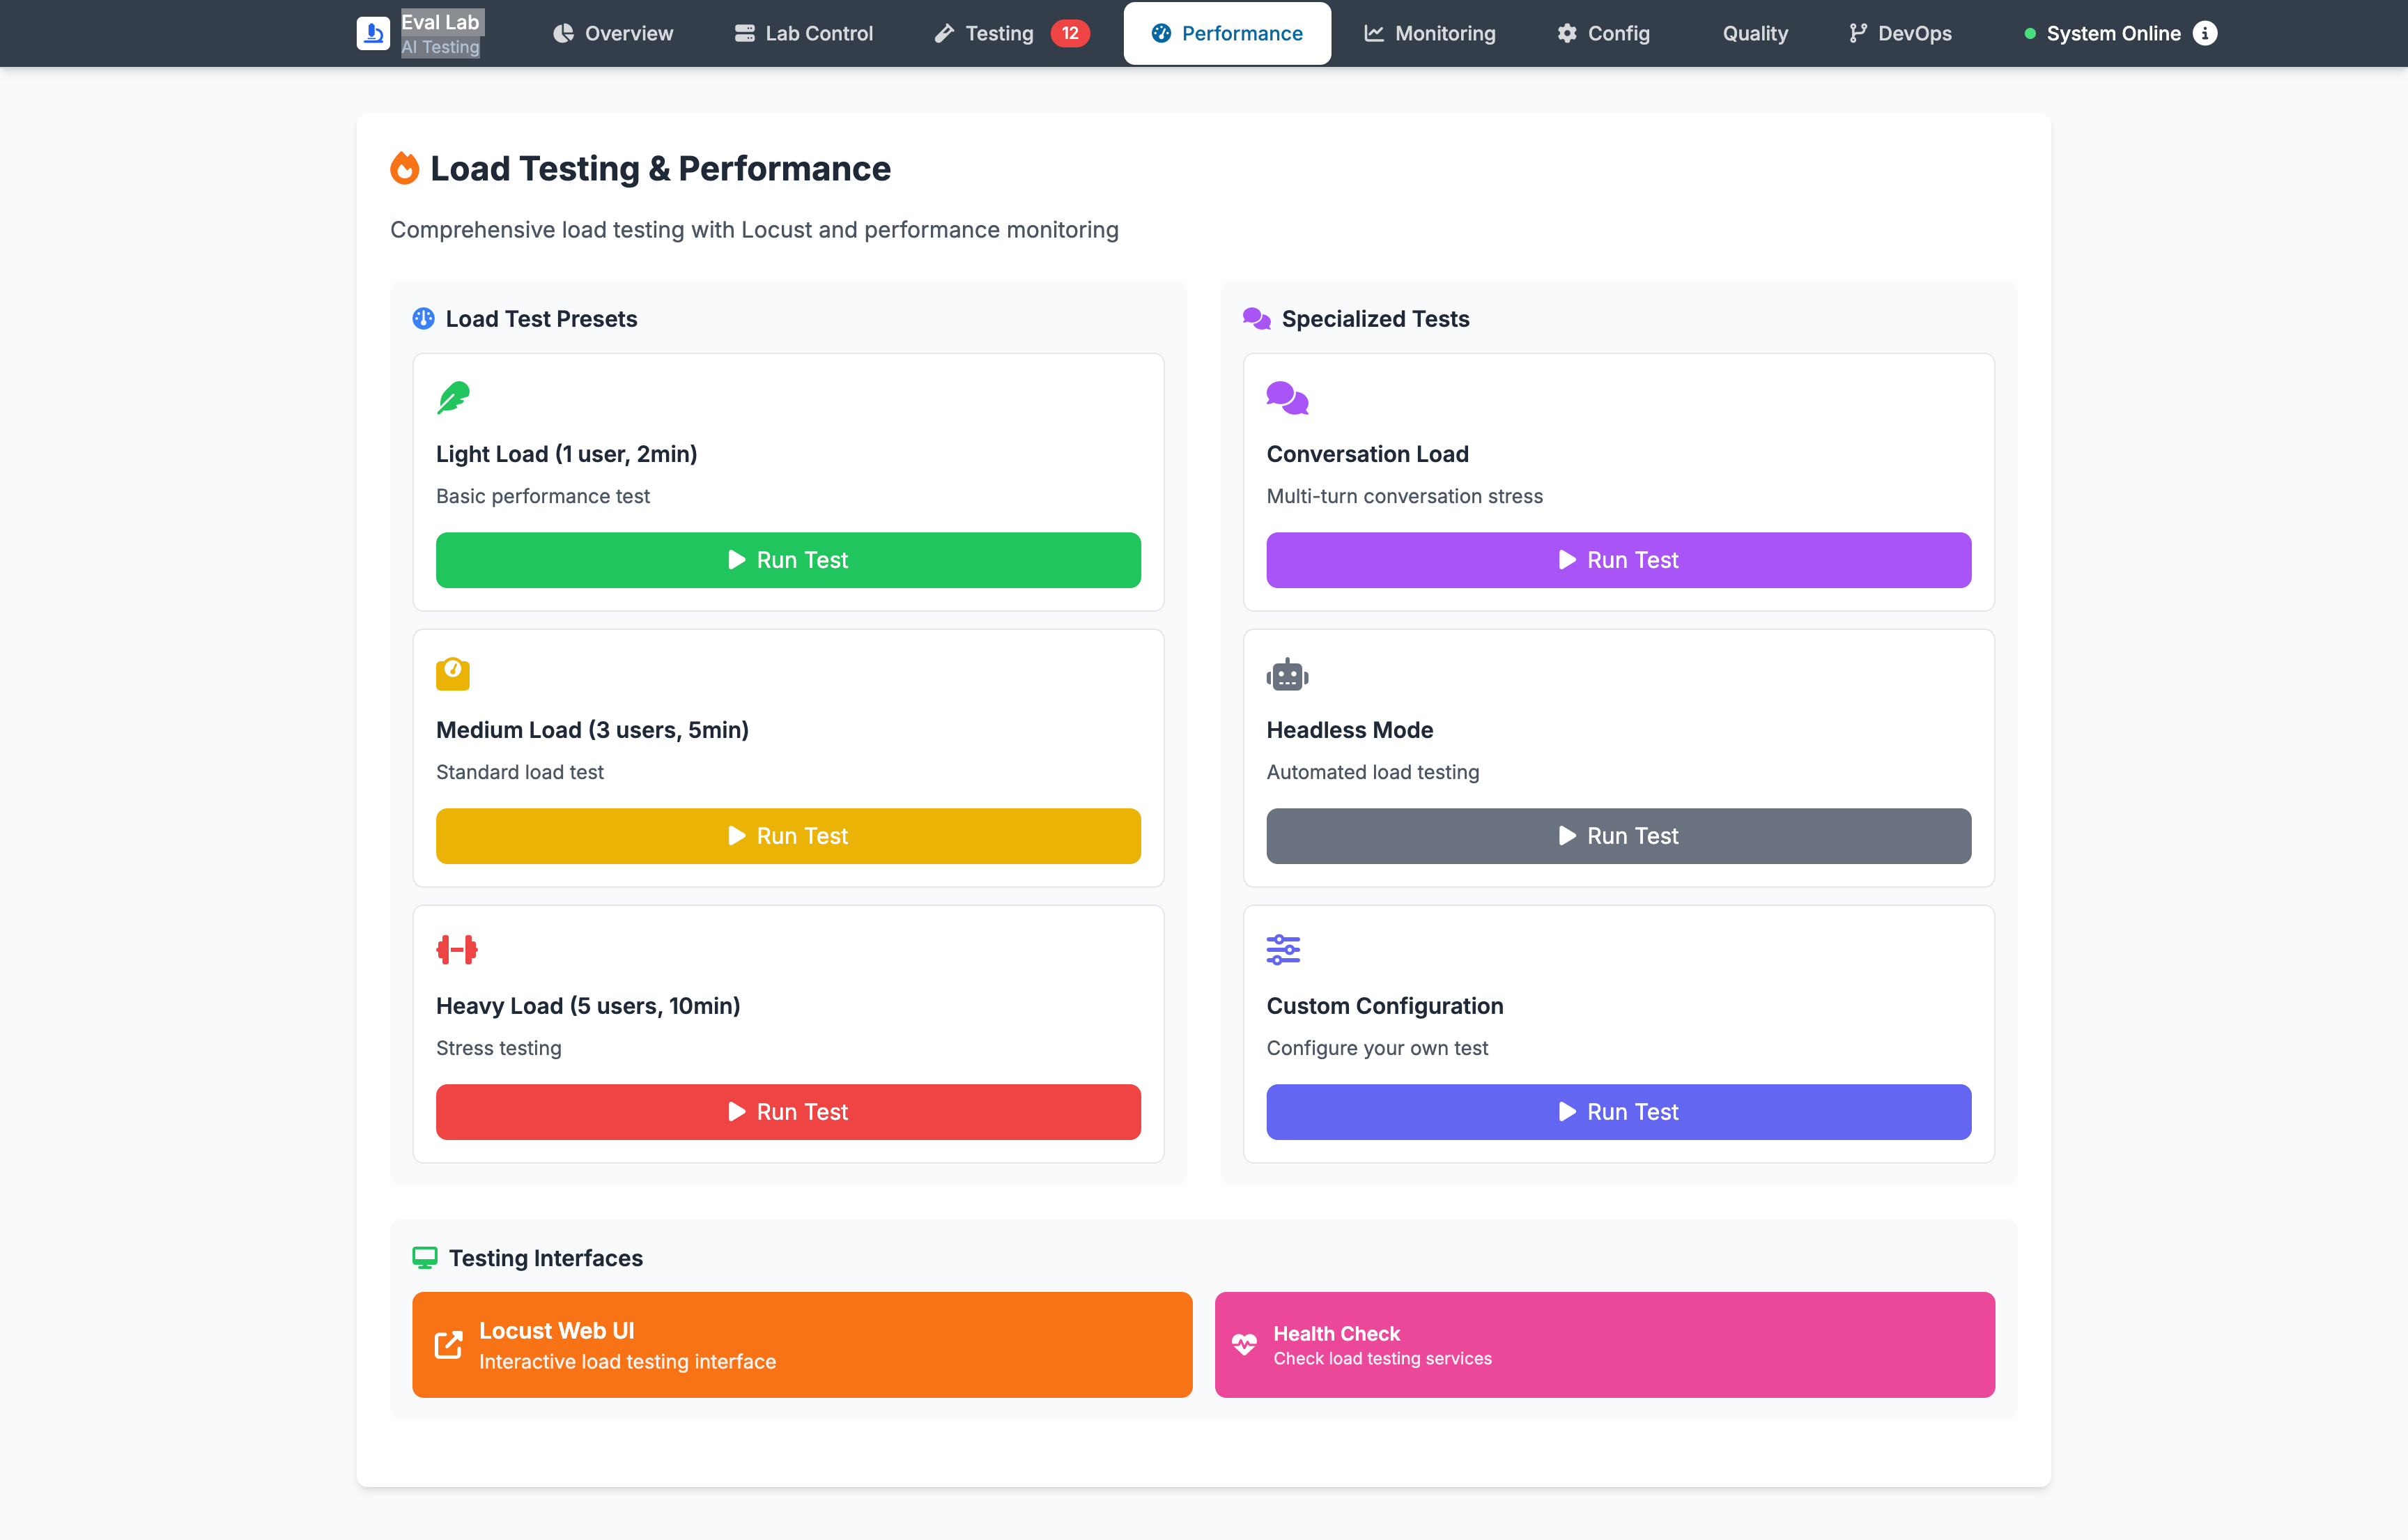 Eval Lab
AI Testing
Overview
Lab Control
Testing 12
Performance
Monitoring
Config
Quality
DevOps
System Online
Load Testing & Performance
Comprehensive load testing with Locust and performance monitoring
Load Test Presets
Light Load (1 user, 2min)
Basic performance test
Run Test
Medium Load (3 users, 5min)
Standard load test
Run Test
Heavy Load (5 users, 10min)
Stress testing
Run Test
Specialized Tests
Conversation Load
Multi-turn conversation stress
Run Test
Headless Mode
Automated load testing
Run Test
Custom Configuration
Configure your own test
Run Test
Testing Interfaces
Locust Web UI
Interactive load testing interface
Health Check
Check load testing services